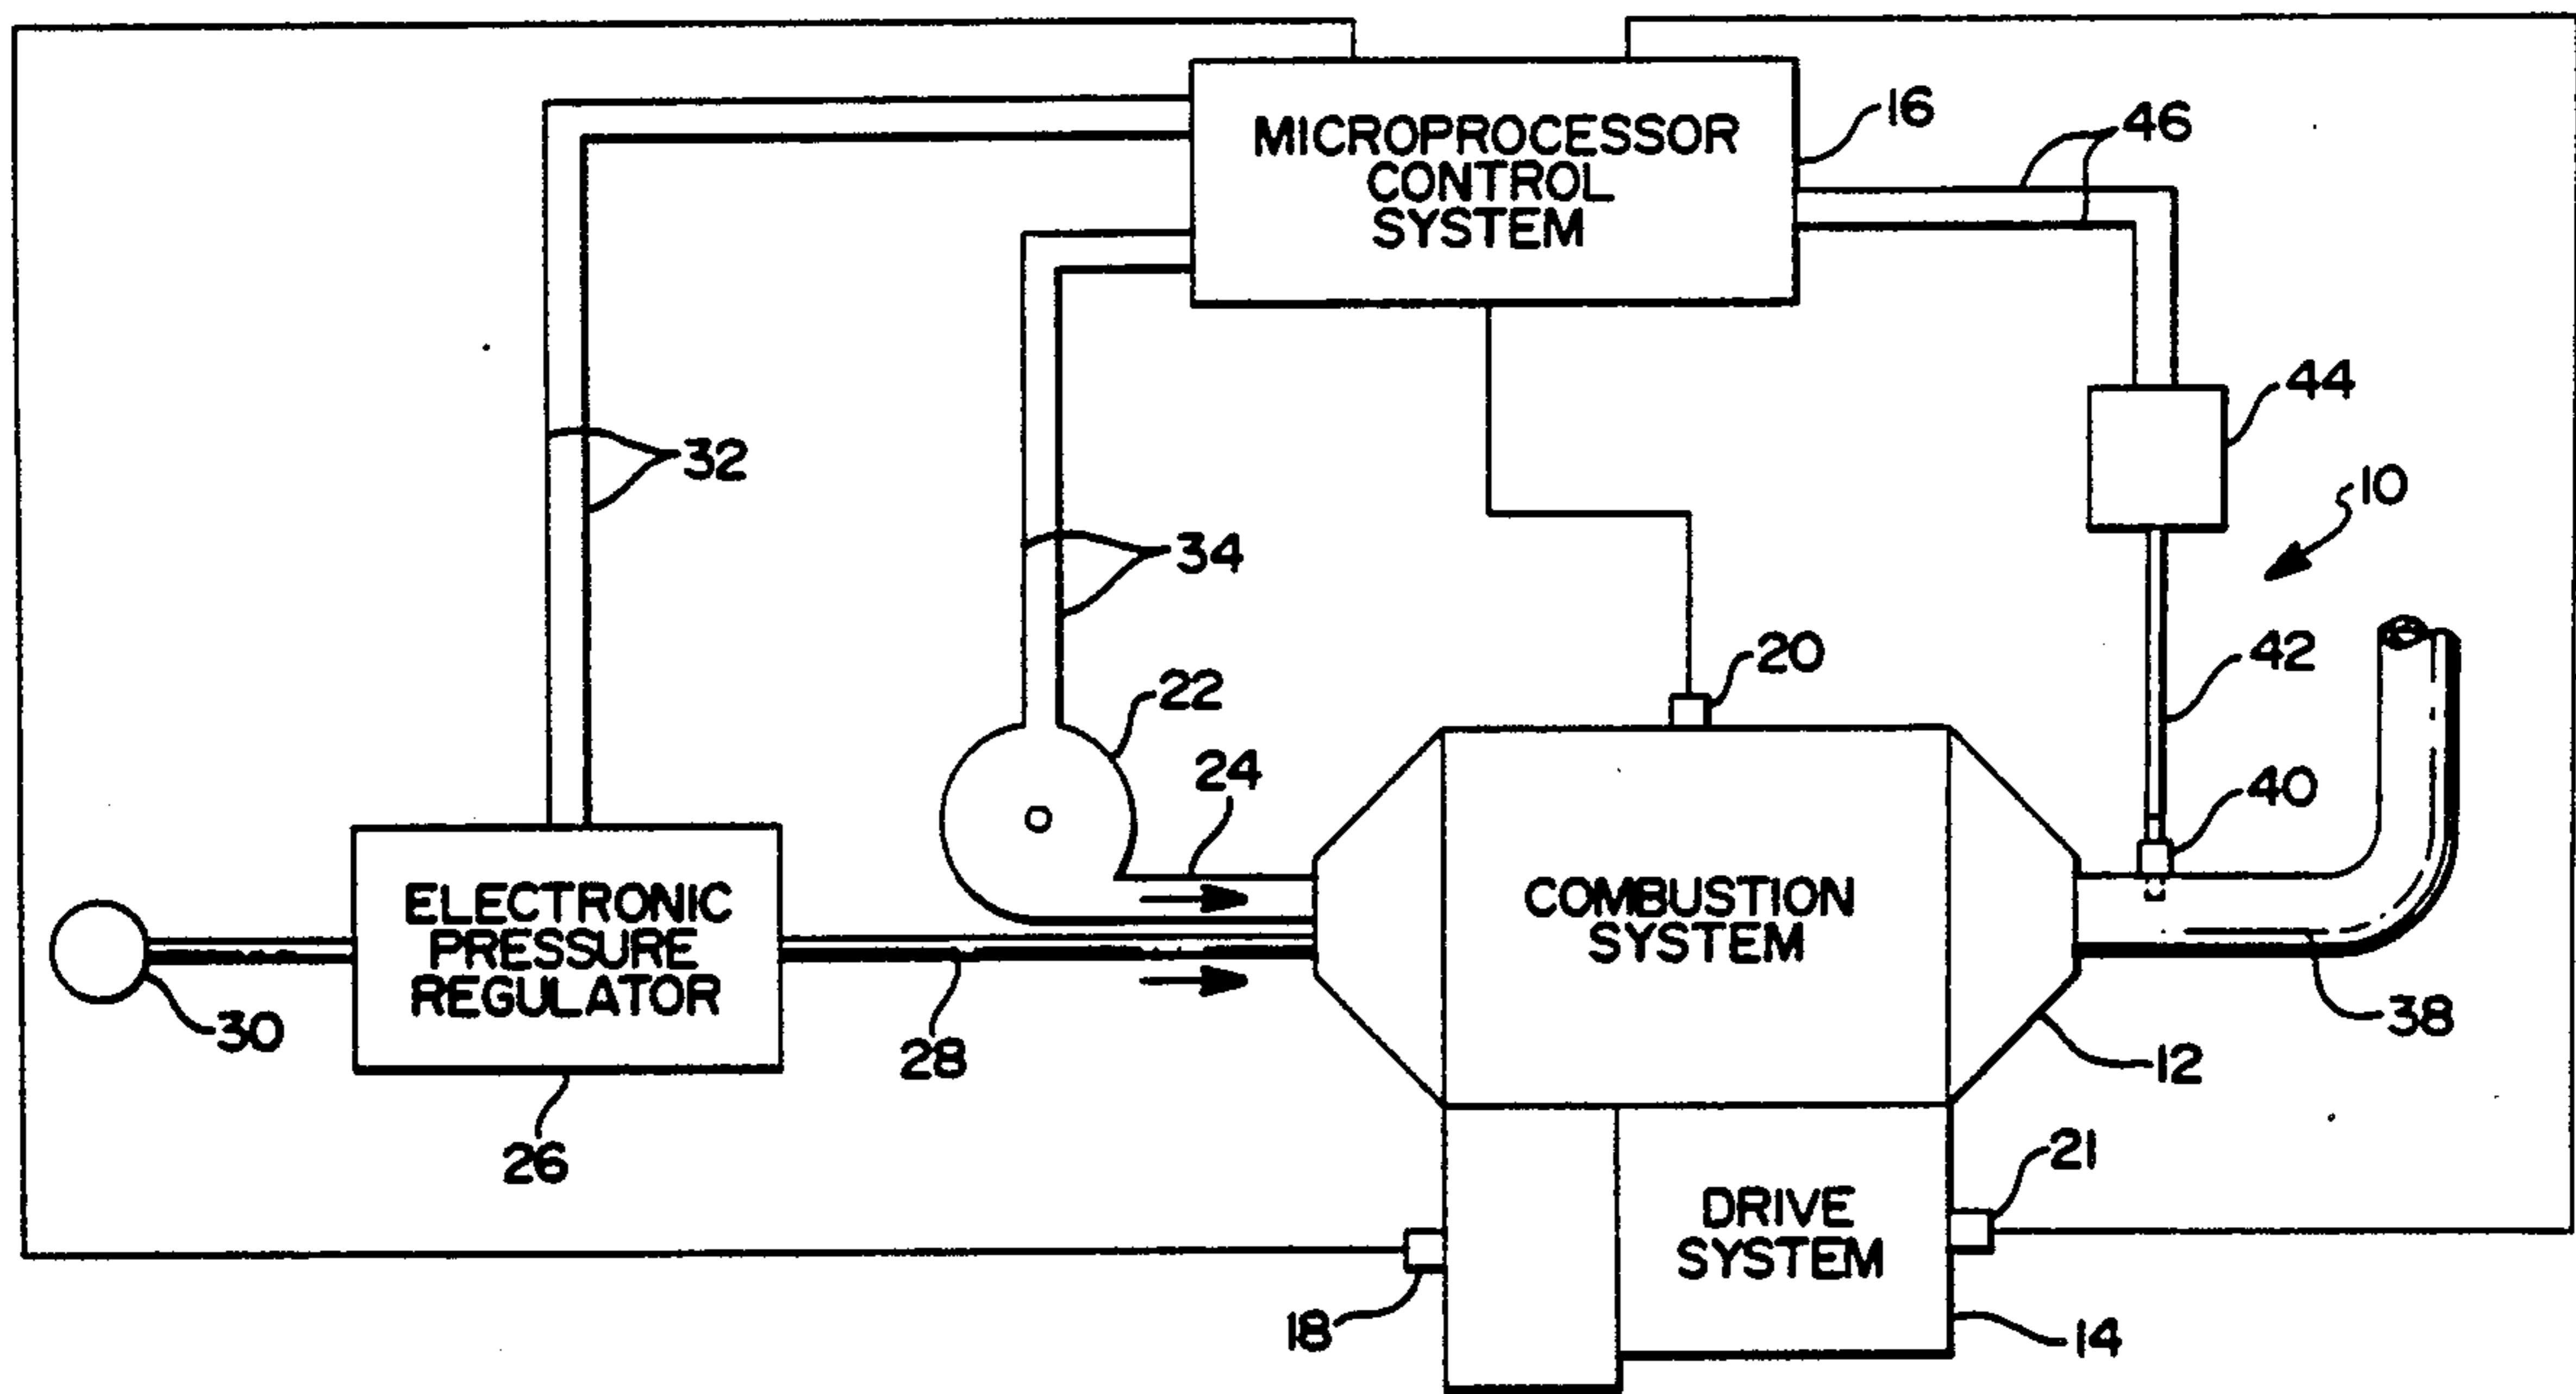 MICROPROCESSOR
CONTROL
SYSTEM
16
46
44
32
10
34
20
42
22
24
40
ELECTRONIC
PRESSURE
REGULATOR
COMBUSTION
SYSTEM
30
28
38
12
26
21
DRIVE
SYSTEM
18
14